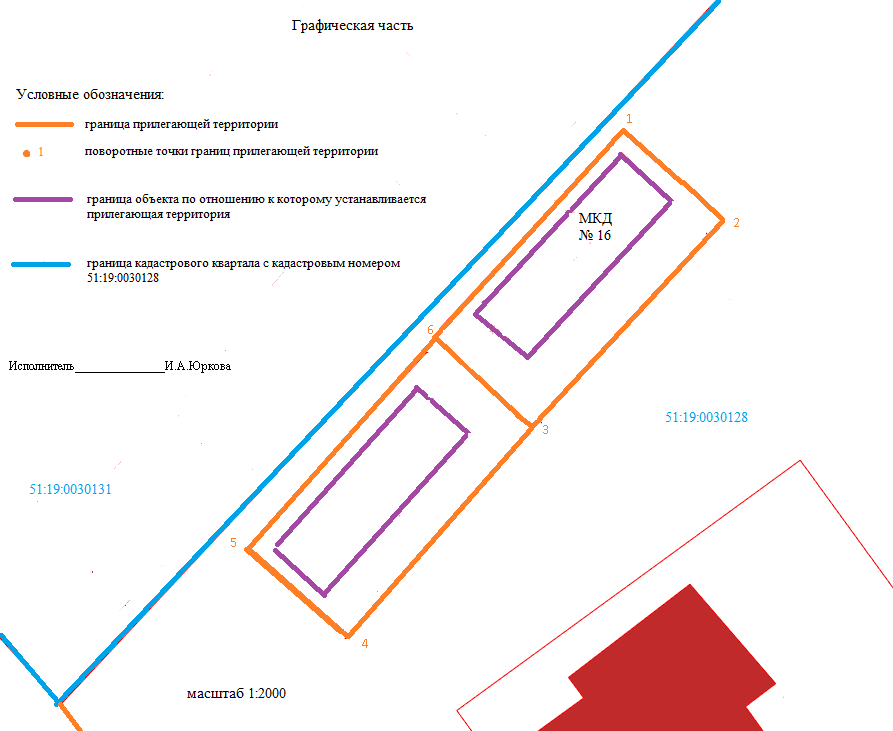 Графическая часть
Условные обозначения:
граница прилегающей территории
1
поворотные точки границ прилегающей территории
граница объекта по отношению к которому устанавливается
прилегающая территория
граница кадастрового квартала с кадастровым номером
51:19:0030128
1
2
МКД
№ 16
6
Исполнитель_______________И.А.Юркова
3
51:19:0030128
51:19:0030131
5
4
масштаб 1:2000